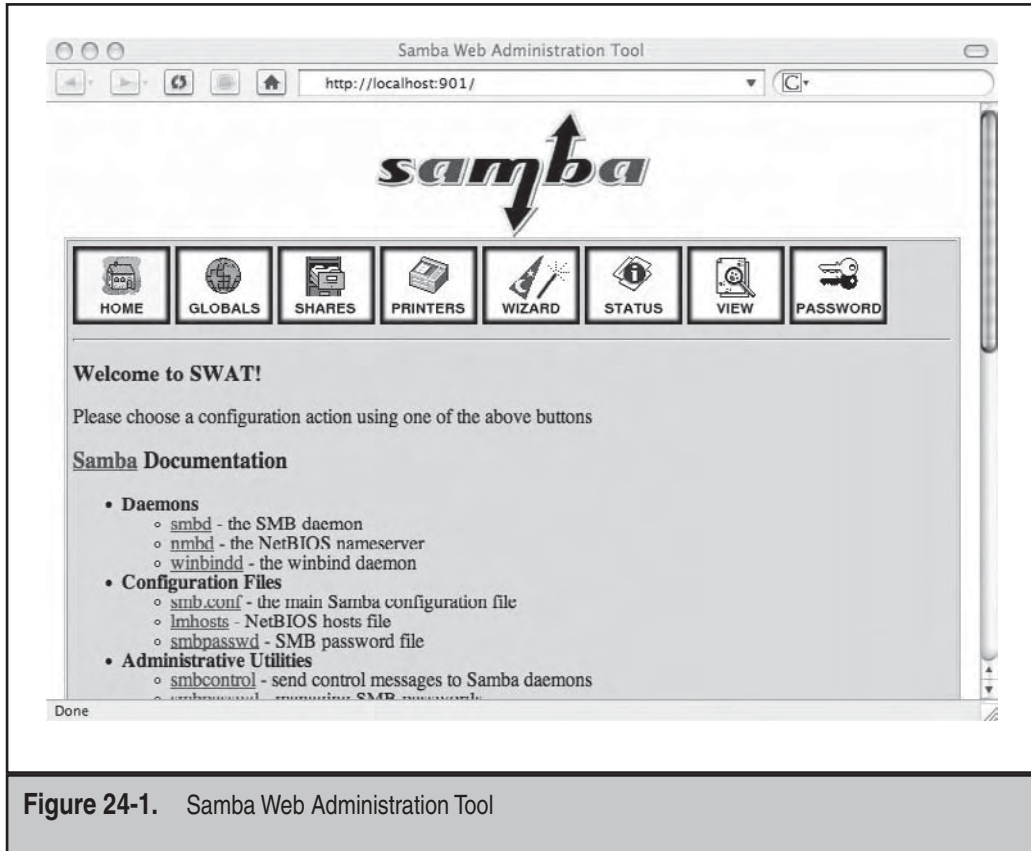 Samba Web Administration Tool
http://localhost:901/
samba
HOME GLOBALS SHARES PRINTERS WIZARD STATUS VIEW PASSWORD
Welcome to SWAT!
Please choose a configuration action using one of the above buttons
Samba Documentation
• Daemons
◦ smbd - the SMB daemon
◦ nmbd - the NetBIOS nameserver
◦ winbindd - the winbind daemon
• Configuration Files
◦ smb.conf - the main Samba configuration file
◦ lmhosts - NetBIOS hosts file
◦ smbpasswd - SMB password file
• Administrative Utilities
◦ smbcontrol - send control messages to Samba daemons
◦ smbpasswd - managing SMB passwords
Done
Figure 24-1. Samba Web Administration Tool